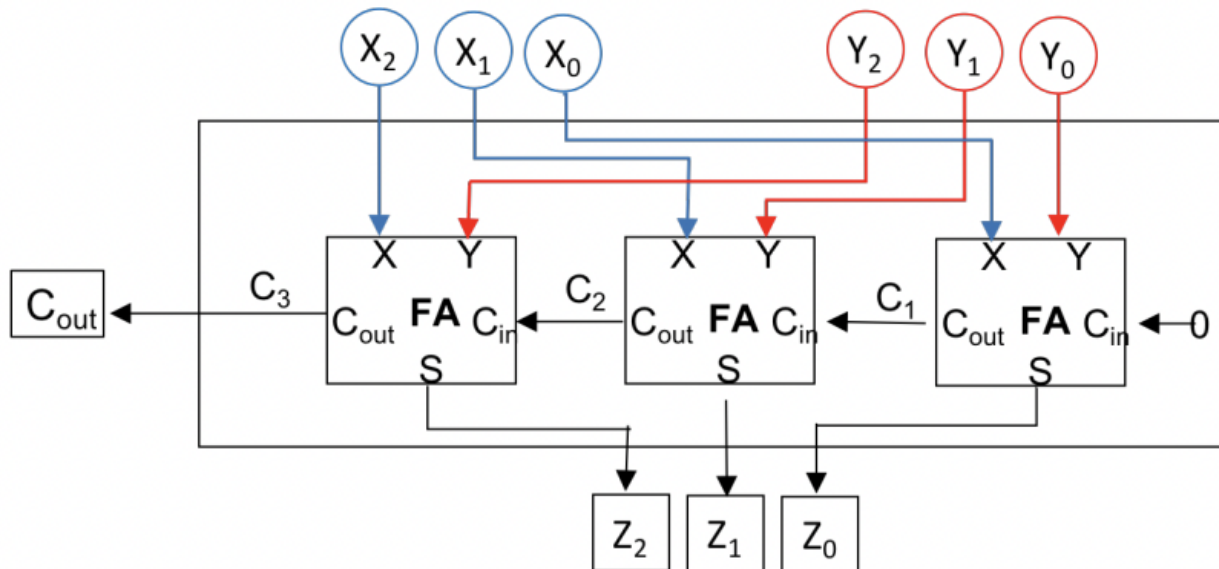 X₂ X₁ X₀ Y₂ Y₁ Y₀
X Y X Y X Y
C₃ C₂ C₁
Cout Cout FA Cin Cout FA Cin Cout FA Cin 0
S S S
Z₂ Z₁ Z₀